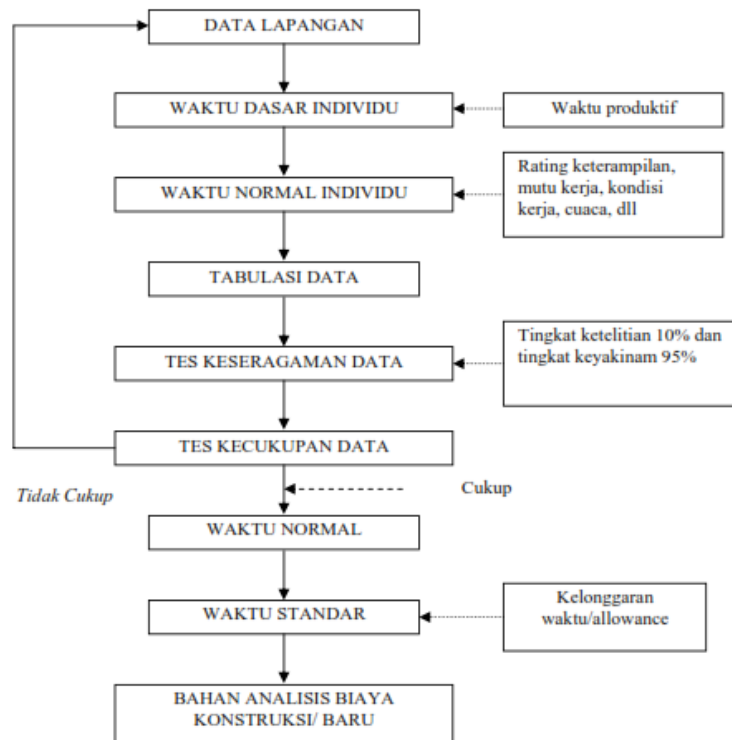 DATA LAPANGAN
WAKTU DASAR INDIVIDU
Waktu produktif
WAKTU NORMAL INDIVIDU
Rating keterampilan,
mutu kerja, kondisi
kerja, cuaca, dll
TABULASI DATA
TES KESERAGAMAN DATA
Tingkat ketelitian 10% dan
tingkat keyakinam 95%
TES KECUKUPAN DATA
Tidak Cukup
Cukup
WAKTU NORMAL
WAKTU STANDAR
Kelonggaran
waktu/allowance
BAHAN ANALISIS BIAYA
KONSTRUKSI/ BARU